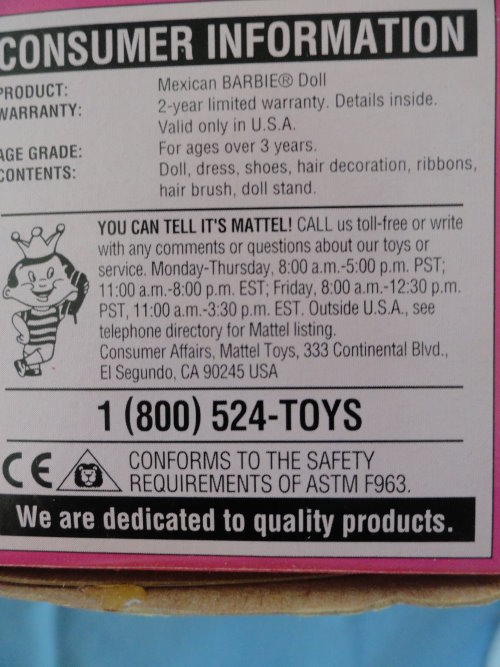 CONSUMER INFORMATION
PRODUCT: Mexican BARBIE® Doll
WARRANTY: 2-year limited warranty. Details inside.
Valid only in U.S.A.
AGE GRADE: For ages over 3 years.
CONTENTS: Doll, dress, shoes, hair decoration, ribbons,
hair brush, doll stand.
YOU CAN TELL IT'S MATTEL! CALL us toll-free or write
with any comments or questions about our toys or
service. Monday-Thursday, 8:00 a.m.-5:00 p.m. PST;
11:00 a.m.-8:00 p.m. EST; Friday, 8:00 a.m.-12:30 p.m.
PST, 11:00 a.m.-3:30 p.m. EST. Outside U.S.A., see
telephone directory for Mattel listing.
Consumer Affairs, Mattel Toys, 333 Continental Blvd.,
El Segundo, CA 90245 USA
1 (800) 524-TOYS
CE CONFORMS TO THE SAFETY
REQUIREMENTS OF ASTM F963.
We are dedicated to quality products.